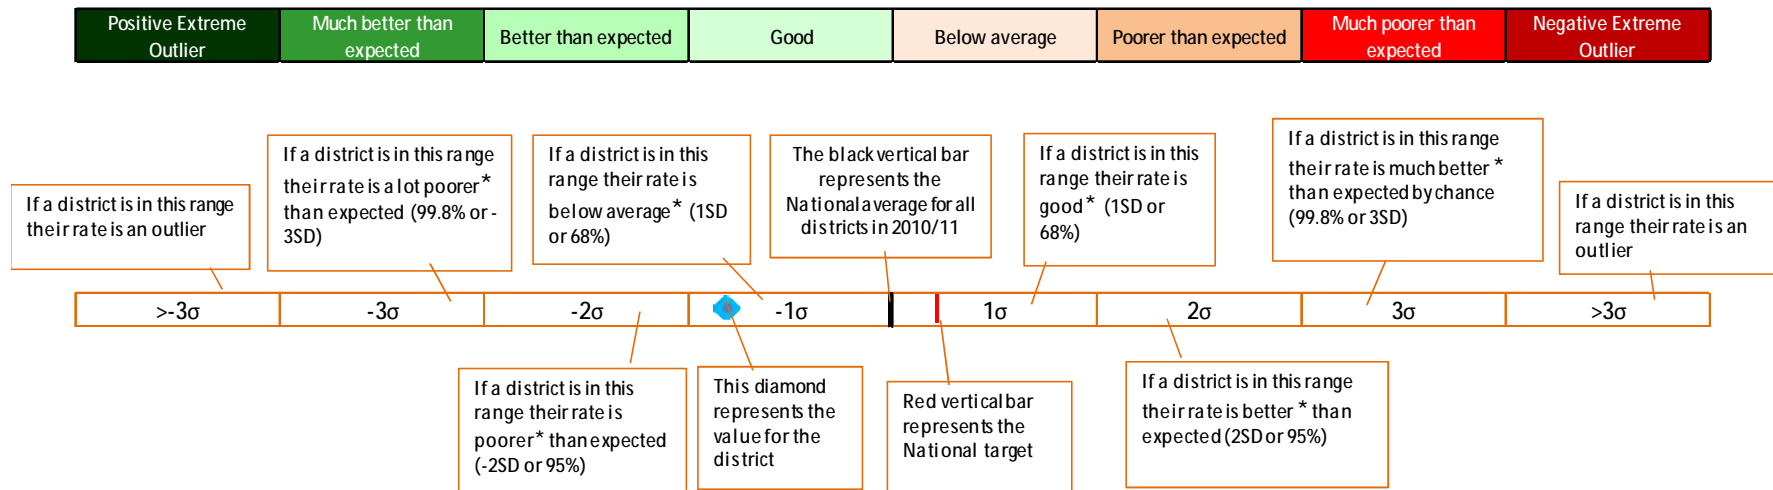 Positive Extreme
Outlier
Much better than
expected
Better than expected
Good
Below average
Poorer than expected
Much poorer than
expected
Negative Extreme
Outlier
If a district is in this range
their rate is an outlier
If a district is in this range
their rate is a lot poorer*
than expected (99.8% or -
3SD)
If a district is in this
range their rate is
below average* (1SD
or 68%)
The black vertical bar
represents the
National average for all
districts in 2010/11
If a district is in this
range their rate is
good* (1SD or
68%)
If a district is in this range
their rate is much better *
than expected by chance
(99.8% or 3SD)
If a district is in this
range their rate is an
outlier
>-3σ
-3σ
-2σ
-1σ
1σ
2σ
3σ
>3σ
If a district is in this
range their rate is
poorer* than expected
(-2SD or 95%)
This diamond
represents the
value for the
district
Red vertical bar
represents the
National target
If a district is in this range
their rate is better * than
expected (2SD or 95%)